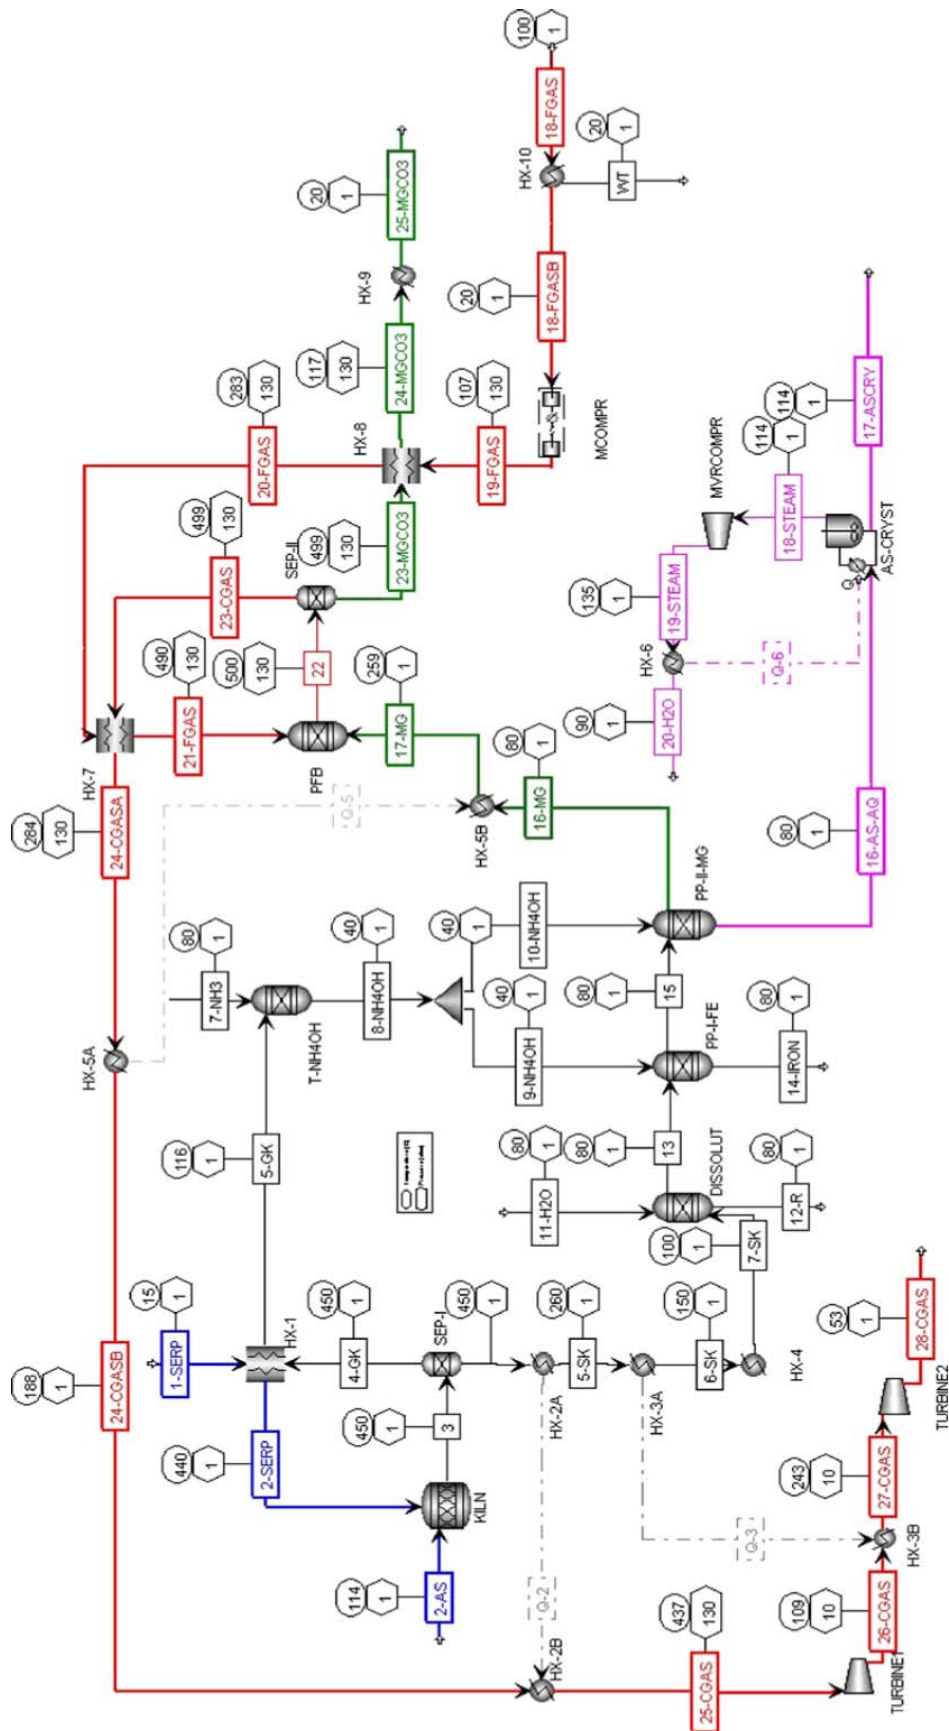 188
1
24-CGASB
284
130
24-CGASA
HX-5A
HX-7
440
1
2-SERP
15
1
1-SERP
116
1
5-GK
80
1
7-NH3
490
130
21-FGAS
499
130
23-CGAS
283
130
20-FGAS
HX-1
T-NH4OH
Q-5
500
130
22
SEP-II
PFB
20
1
25-MGCO3
HX-9
114
1
2-AS
450
1
3
450
1
4-GK
40
1
8-NH4OH
259
1
17-MG
499
130
23-MGCO3
HX-8
117
130
24-MGCO3
SEP-I
KILN
450
1
40
1
HX-5B
80
1
16-MG
107
130
19-FGAS
20
1
18-FGASB
HX-10
100
1
18-FGAS
Q-2
HX-2B
HX-2A
260
1
5-SK
80
1
11-H2O
40
1
9-NH4OH
10-NH4OH
MCOMPR
WT
20
1
437
130
25-CGAS
Q-3
HX-3A
150
1
6-SK
80
1
13
80
1
15
PP-II-MG
90
1
20-H2O
HX-6
135
1
19-STEAM
MVRCOMPR
100
1
7-SK
HX-4
DISSOLUT
PP-I-FE
Q-6
114
1
18-STEAM
114
1
17-ASCRY
80
1
12-R
80
1
14-IRON
80
1
16-AS-AQ
Q
AS-CRYST
TURBINE1
109
10
26-CGAS
HX-3B
243
10
27-CGAS
TURBINE2
53
1
28-CGAS